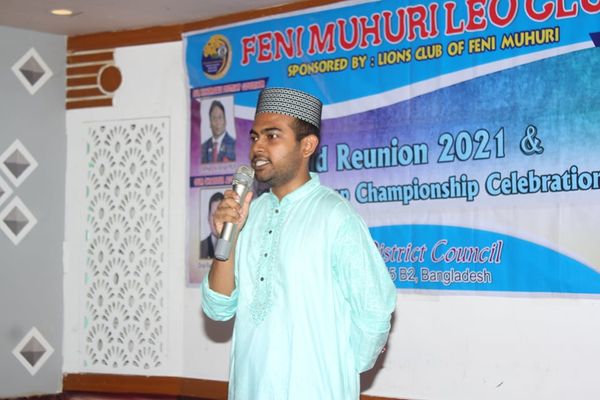 FENI MUHURI LEO CLU
SPONSORED BY : LIONS CLUB OF FENI MUHURI
d Reunion 2021 &
Championship Celebration
District Council
5 B2, Bangladesh